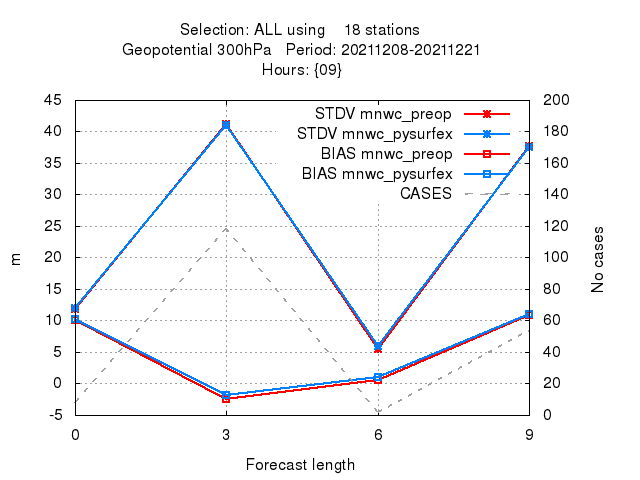 Selection: ALL using 18 stations
Geopotential 300hPa Period: 20211208-20211221
Hours: {09}
45 200
40 STDV mnwc_preop 180
STDV mnwc_pysurfex
35 BIAS mnwc_preop 160
30 BIAS mnwc_pysurfex 140
CASES
25 120
20 100
m No cases
15 80
10 60
5 40
0 20
-5 0
0 3 6 9
Forecast length